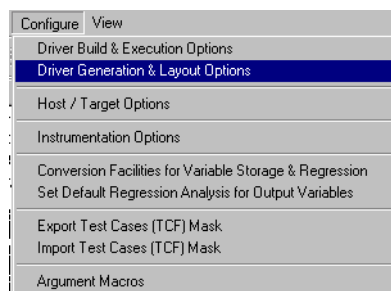 Configure View
Driver Build & Execution Options
Driver Generation & Layout Options
Host / Target Options
Instrumentation Options
Conversion Facilities for Variable Storage & Regression
Set Default Regression Analysis for Output Variables
Export Test Cases (TCF) Mask
Import Test Cases (TCF) Mask
Argument Macros